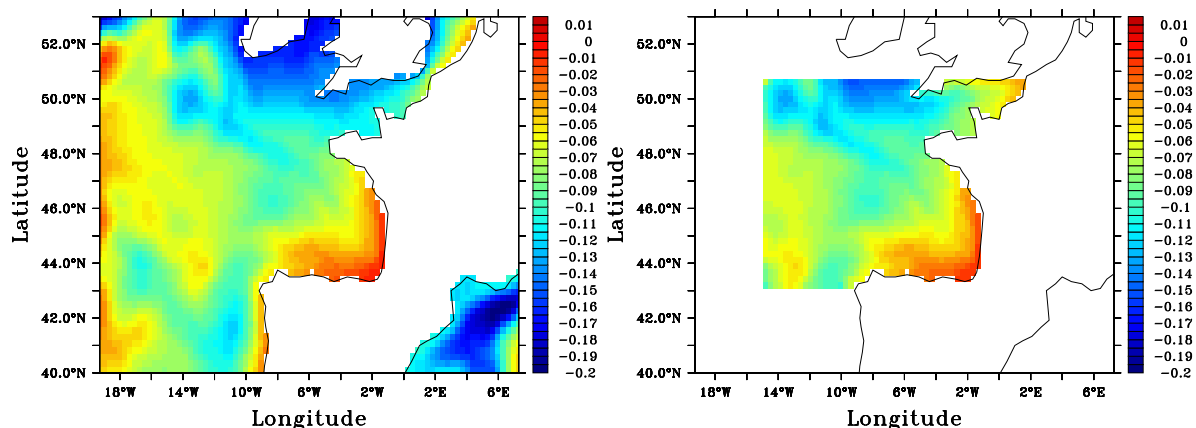 52.0°N
50.0°N
48.0°N
46.0°N
44.0°N
42.0°N
40.0°N
Latitude
18°W 14°W 10°W 6°W 2°W 2°E 6°E
Longitude
0.01
0
-0.01
-0.02
-0.03
-0.04
-0.05
-0.06
-0.07
-0.08
-0.09
-0.1
-0.11
-0.12
-0.13
-0.14
-0.15
-0.16
-0.17
-0.18
-0.19
-0.2
52.0°N
50.0°N
48.0°N
46.0°N
44.0°N
42.0°N
40.0°N
Latitude
18°W 14°W 10°W 6°W 2°W 2°E 6°E
Longitude
0.01
0
-0.01
-0.02
-0.03
-0.04
-0.05
-0.06
-0.07
-0.08
-0.09
-0.1
-0.11
-0.12
-0.13
-0.14
-0.15
-0.16
-0.17
-0.18
-0.19
-0.2